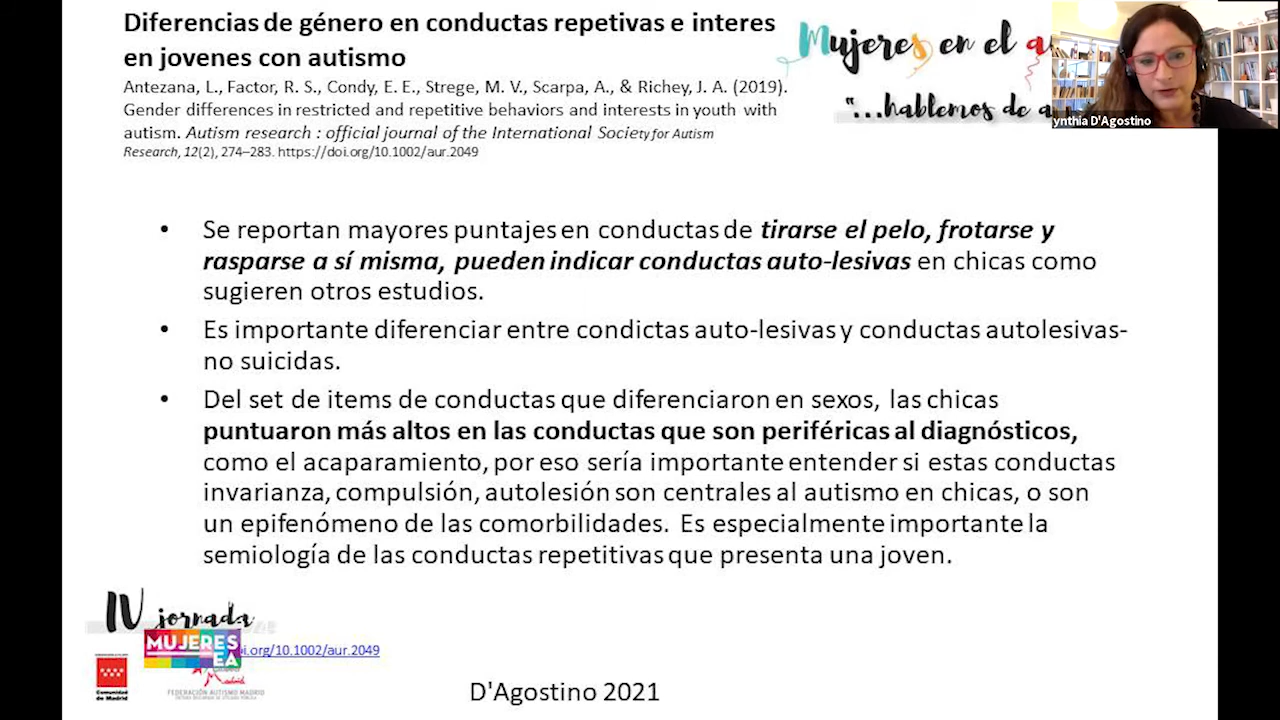 Diferencias de género en conductas repetivas e interes
en jovenes con autismo
Antezana, L., Factor, R. S., Condy, E. E., Strege, M. V., Scarpa, A., & Richey, J. A. (2019).
Gender differences in restricted and repetitive behaviors and interests in youth with
autism. Autism research : official journal of the International Society for Autism
Research, 12(2), 274–283. https://doi.org/10.1002/aur.2049
Mujeres en el a
"...hablemos de a
ynthia D'Agostino
• Se reportan mayores puntajes en conductas de tirarse el pelo, frotarse y
rasparse a sí misma, pueden indicar conductas auto-lesivas en chicas como
sugieren otros estudios.
• Es importante diferenciar entre condictas auto-lesivas y conductas autolesivas-
no suicidas.
• Del set de items de conductas que diferenciaron en sexos, las chicas
puntuaron más altos en las conductas que son periféricas al diagnósticos,
como el acaparamiento, por eso sería importante entender si estas conductas
invarianza, compulsión, autolesión son centrales al autismo en chicas, o son
un epifenómeno de las comorbilidades. Es especialmente importante la
semiología de las conductas repetitivas que presenta una joven.
IV jornada
MUJERES
EA
oi.org/10.1002/aur.2049
Comunidad
de Madrid
FEDERACIÓN AUTISMO MADRID
D'Agostino 2021